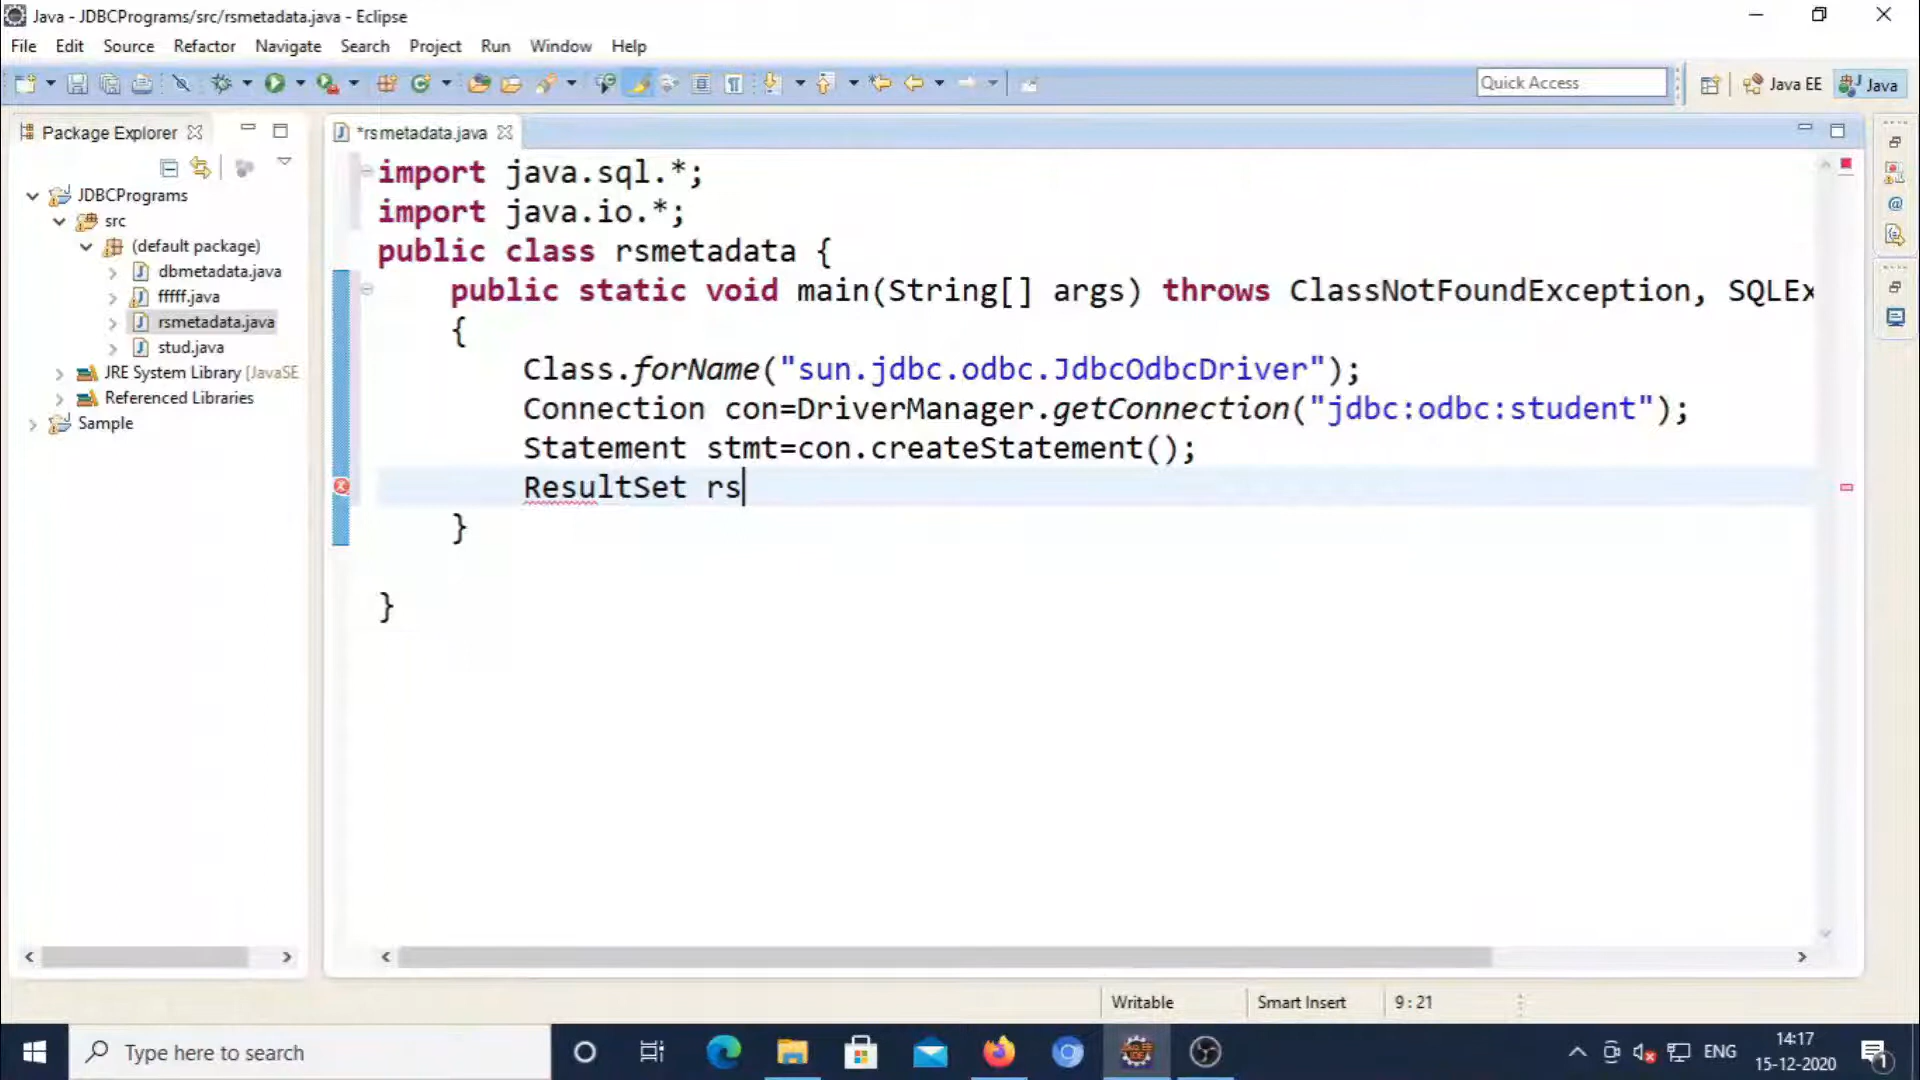 Java - JDBCPrograms/src/rsmetadata.java - Eclipse
File Edit Source Refactor Navigate Search Project Run Window Help
Quick Access
Java EE
Java
Package Explorer
*rsmetadata.java
JDBCPrograms
src
(default package)
dbmetadata.java
fffff.java
rsmetadata.java
stud.java
JRE System Library [JavaSE
Referenced Libraries
Sample
import java.sql.*;
import java.io.*;
public class rsmetadata {
public static void main(String[] args) throws ClassNotFoundException, SQLEx
{
Class.forName("sun.jdbc.odbc.JdbcOdbcDriver");
Connection con=DriverManager.getConnection("jdbc:odbc:student");
Statement stmt=con.createStatement();
ResultSet rs
}
}
Writable
Smart Insert
9 : 21
Type here to search
ENG
14:17
15-12-2020
1